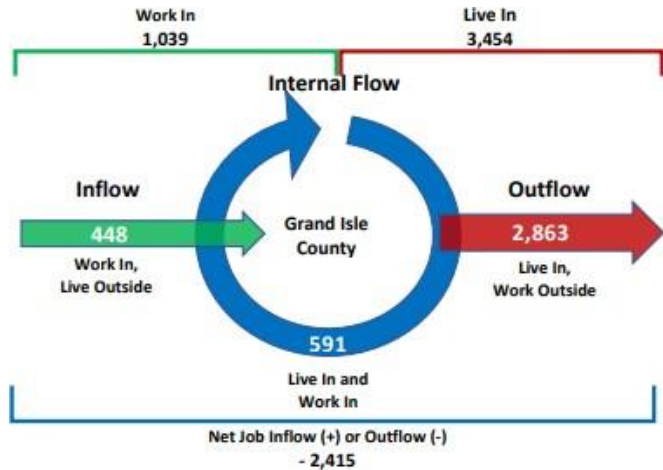 Work In
1,039
Live In
3,454
Internal Flow
Inflow
448
Work In,
Live Outside
Grand Isle
County
Outflow
2,863
Live In,
Work Outside
591
Live In and
Work In
Net Job Inflow (+) or Outflow (-)
- 2,415